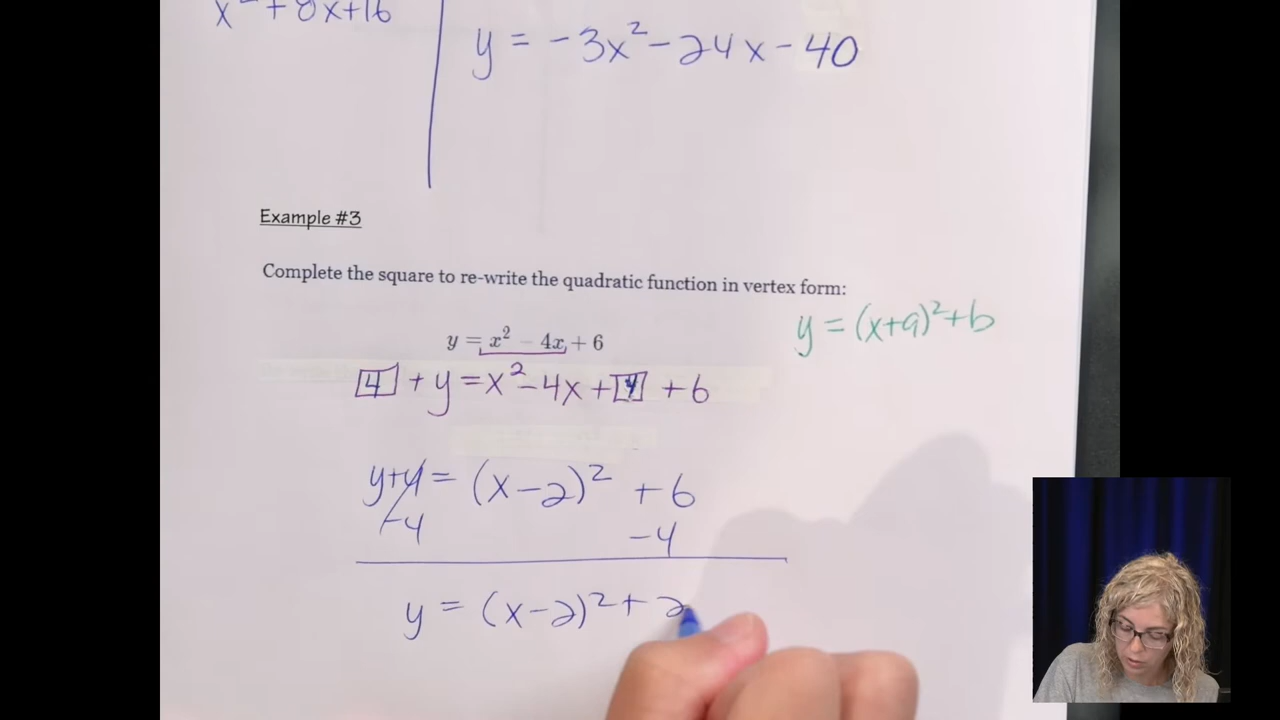 x² + 8x+16
y = -3x² - 24x - 40
Example #3
Complete the square to re-write the quadratic function in vertex form:
y = (x+a)²+b
y = x² - 4x + 6
4 + y = x² - 4x + 4 + 6
y+4 = (x-2)² + 6
-4 -4
y = (x-2)² + 2